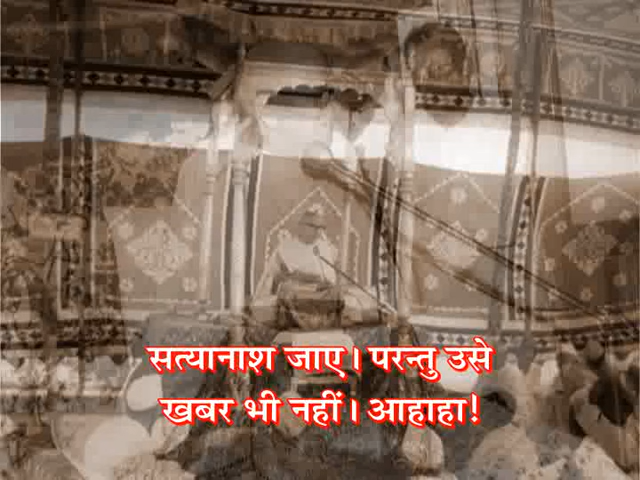 सत्यानाश जाए। परन्तु उसे
खबर भी नहीं। आहाहा!